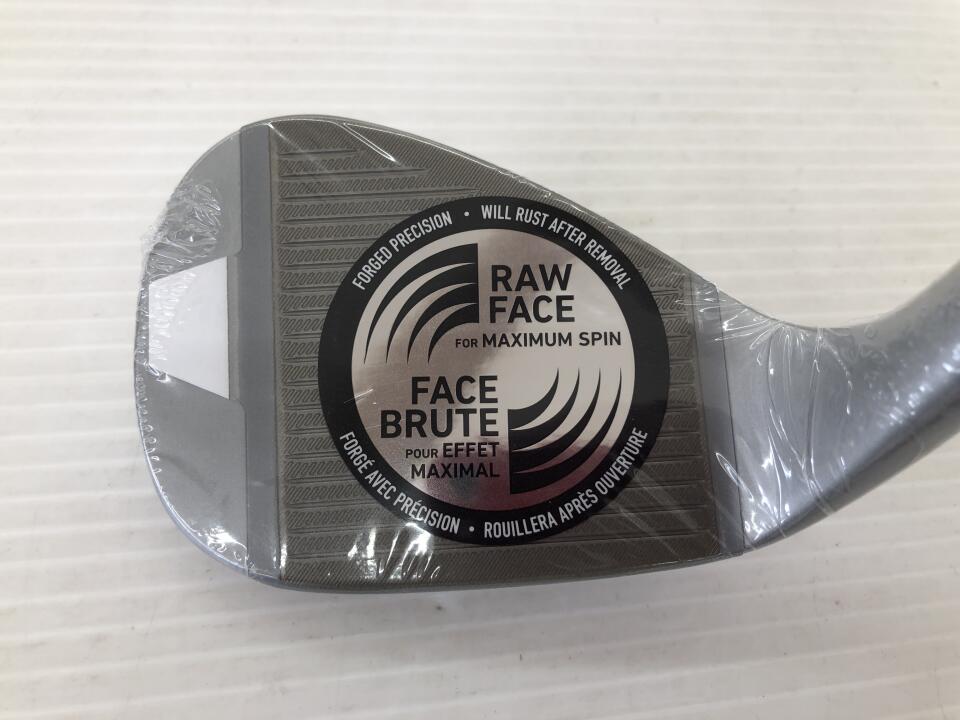 FORGED PRECISION • WILL RUST AFTER REMOVAL
RAW
FACE
FOR MAXIMUM SPIN
FACE
BRUTE
POUR EFFET
MAXIMAL
FORGÉ AVEC PRÉCISION • ROUILLERA APRÈS OUVERTURE